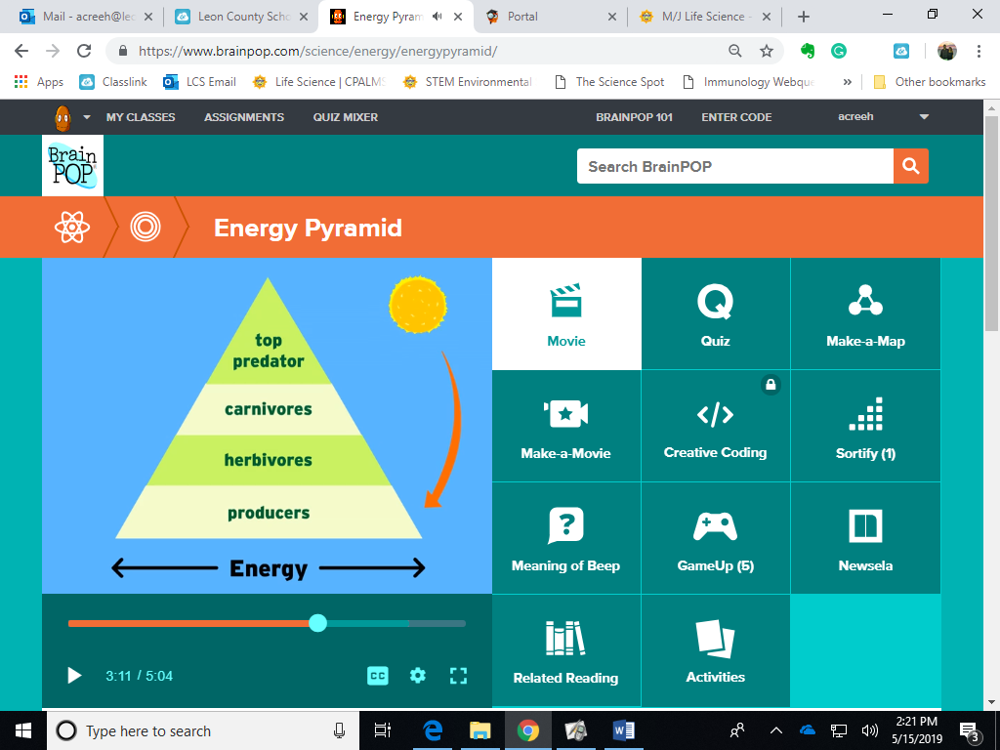 Mail - acreeh@lec
Leon County Scho
Energy Pyram
Portal
M/J Life Science -
https://www.brainpop.com/science/energy/energypyramid/
Apps
Classlink
LCS Email
Life Science | CPALMS
STEM Environmental
The Science Spot
Immunology Webque
»
Other bookmarks
MY CLASSES
ASSIGNMENTS
QUIZ MIXER
BRAINPOP 101
ENTER CODE
acreeh
Brain
POP
Search BrainPOP
Energy Pyramid
top
predator
carnivores
herbivores
producers
Energy
3:11 / 5:04
CC
Movie
Quiz
Make-a-Map
Make-a-Movie
Creative Coding
Sortify (1)
Meaning of Beep
GameUp (5)
Newsela
Related Reading
Activities
Type here to search
2:21 PM
5/15/2019
3